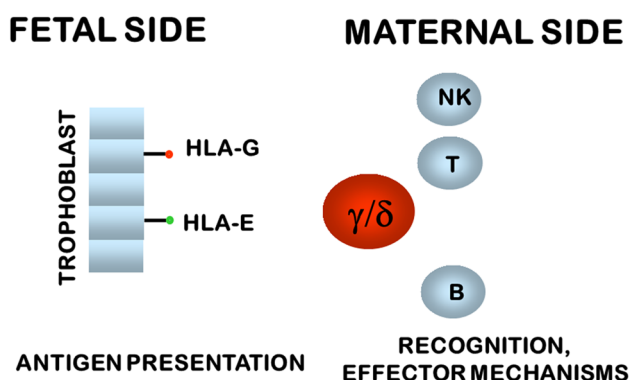 FETAL SIDE
MATERNAL SIDE
TROPHOBLAST
HLA-G
HLA-E
NK
T
γ/δ
B
ANTIGEN PRESENTATION
RECOGNITION,
EFFECTOR MECHANISMS